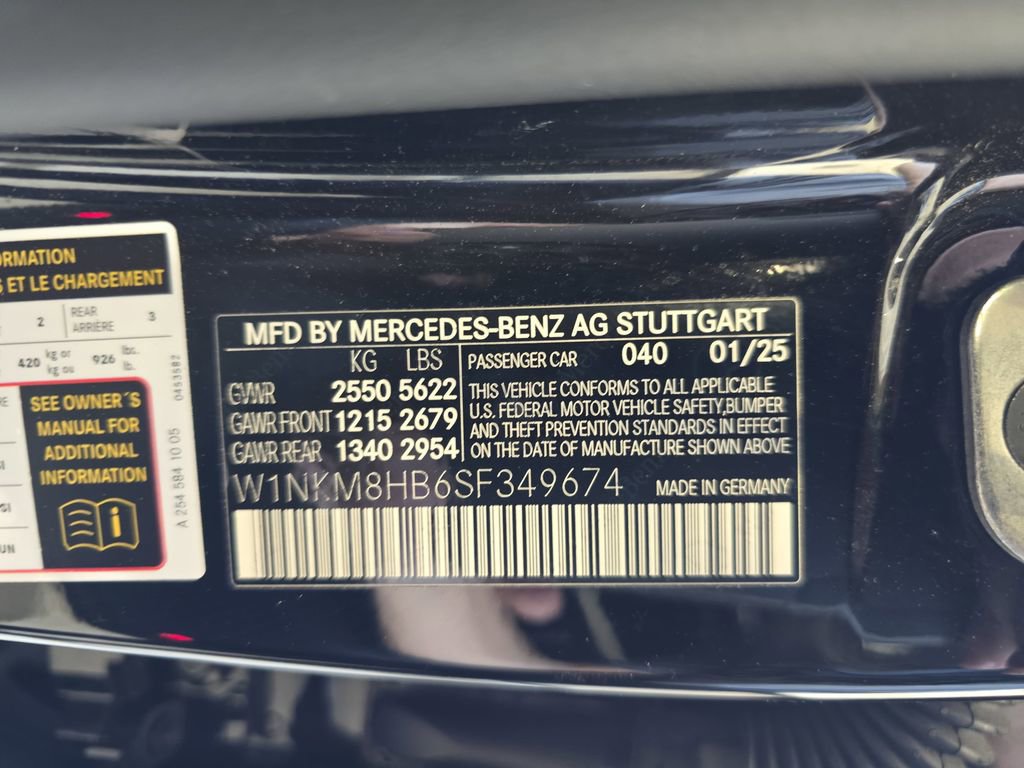 ORMATION
S ET LE CHARGEMENT
2 REAR ARRIÈRE 3
420 kg or kg ou 926 lbs. lb.
SEE OWNER´S
MANUAL FOR
ADDITIONAL
INFORMATION
UN
A 254 584 10 05
0453582
MFD BY MERCEDES-BENZ AG STUTTGART
KG LBS
GVWR 2550 5622
GAWR FRONT 1215 2679
GAWR REAR 1340 2954
PASSENGER CAR 040 01/25
THIS VEHICLE CONFORMS TO ALL APPLICABLE
U.S. FEDERAL MOTOR VEHICLE SAFETY,BUMPER
AND THEFT PREVENTION STANDARDS IN EFFECT
ON THE DATE OF MANUFACTURE SHOWN ABOVE
W1NKM8HB6SF349674 MADE IN GERMANY